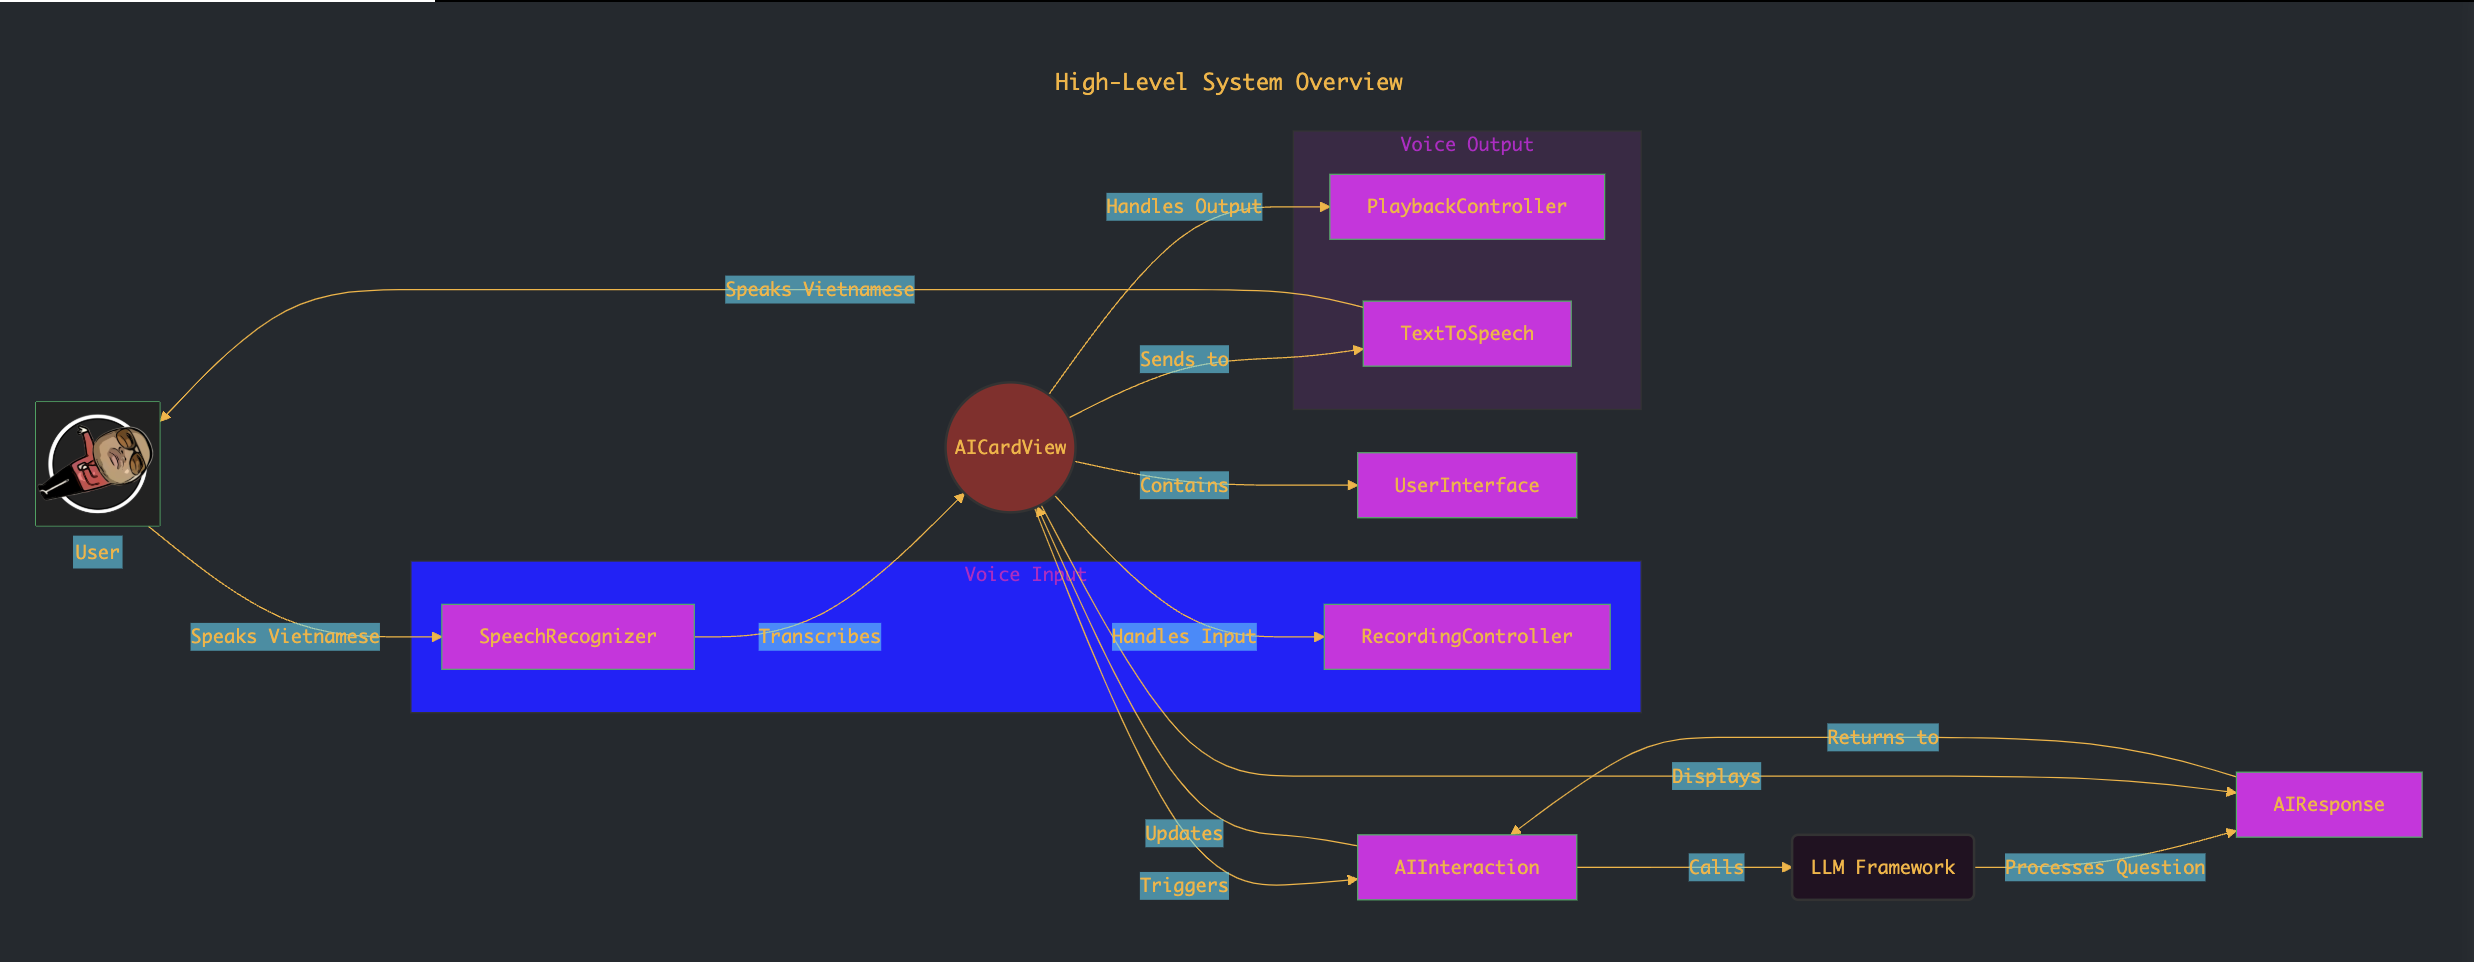 High-Level System Overview
Voice Output
Handles Output
PlaybackController
Speaks Vietnamese
TextToSpeech
Sends to
AICardView
Contains
UserInterface
User
Voice Input
Speaks Vietnamese
SpeechRecognizer
Transcribes
Handles Input
RecordingController
Returns to
Displays
AIResponse
Updates
AIInteraction
Calls
LLM Framework
Processes Question
Triggers